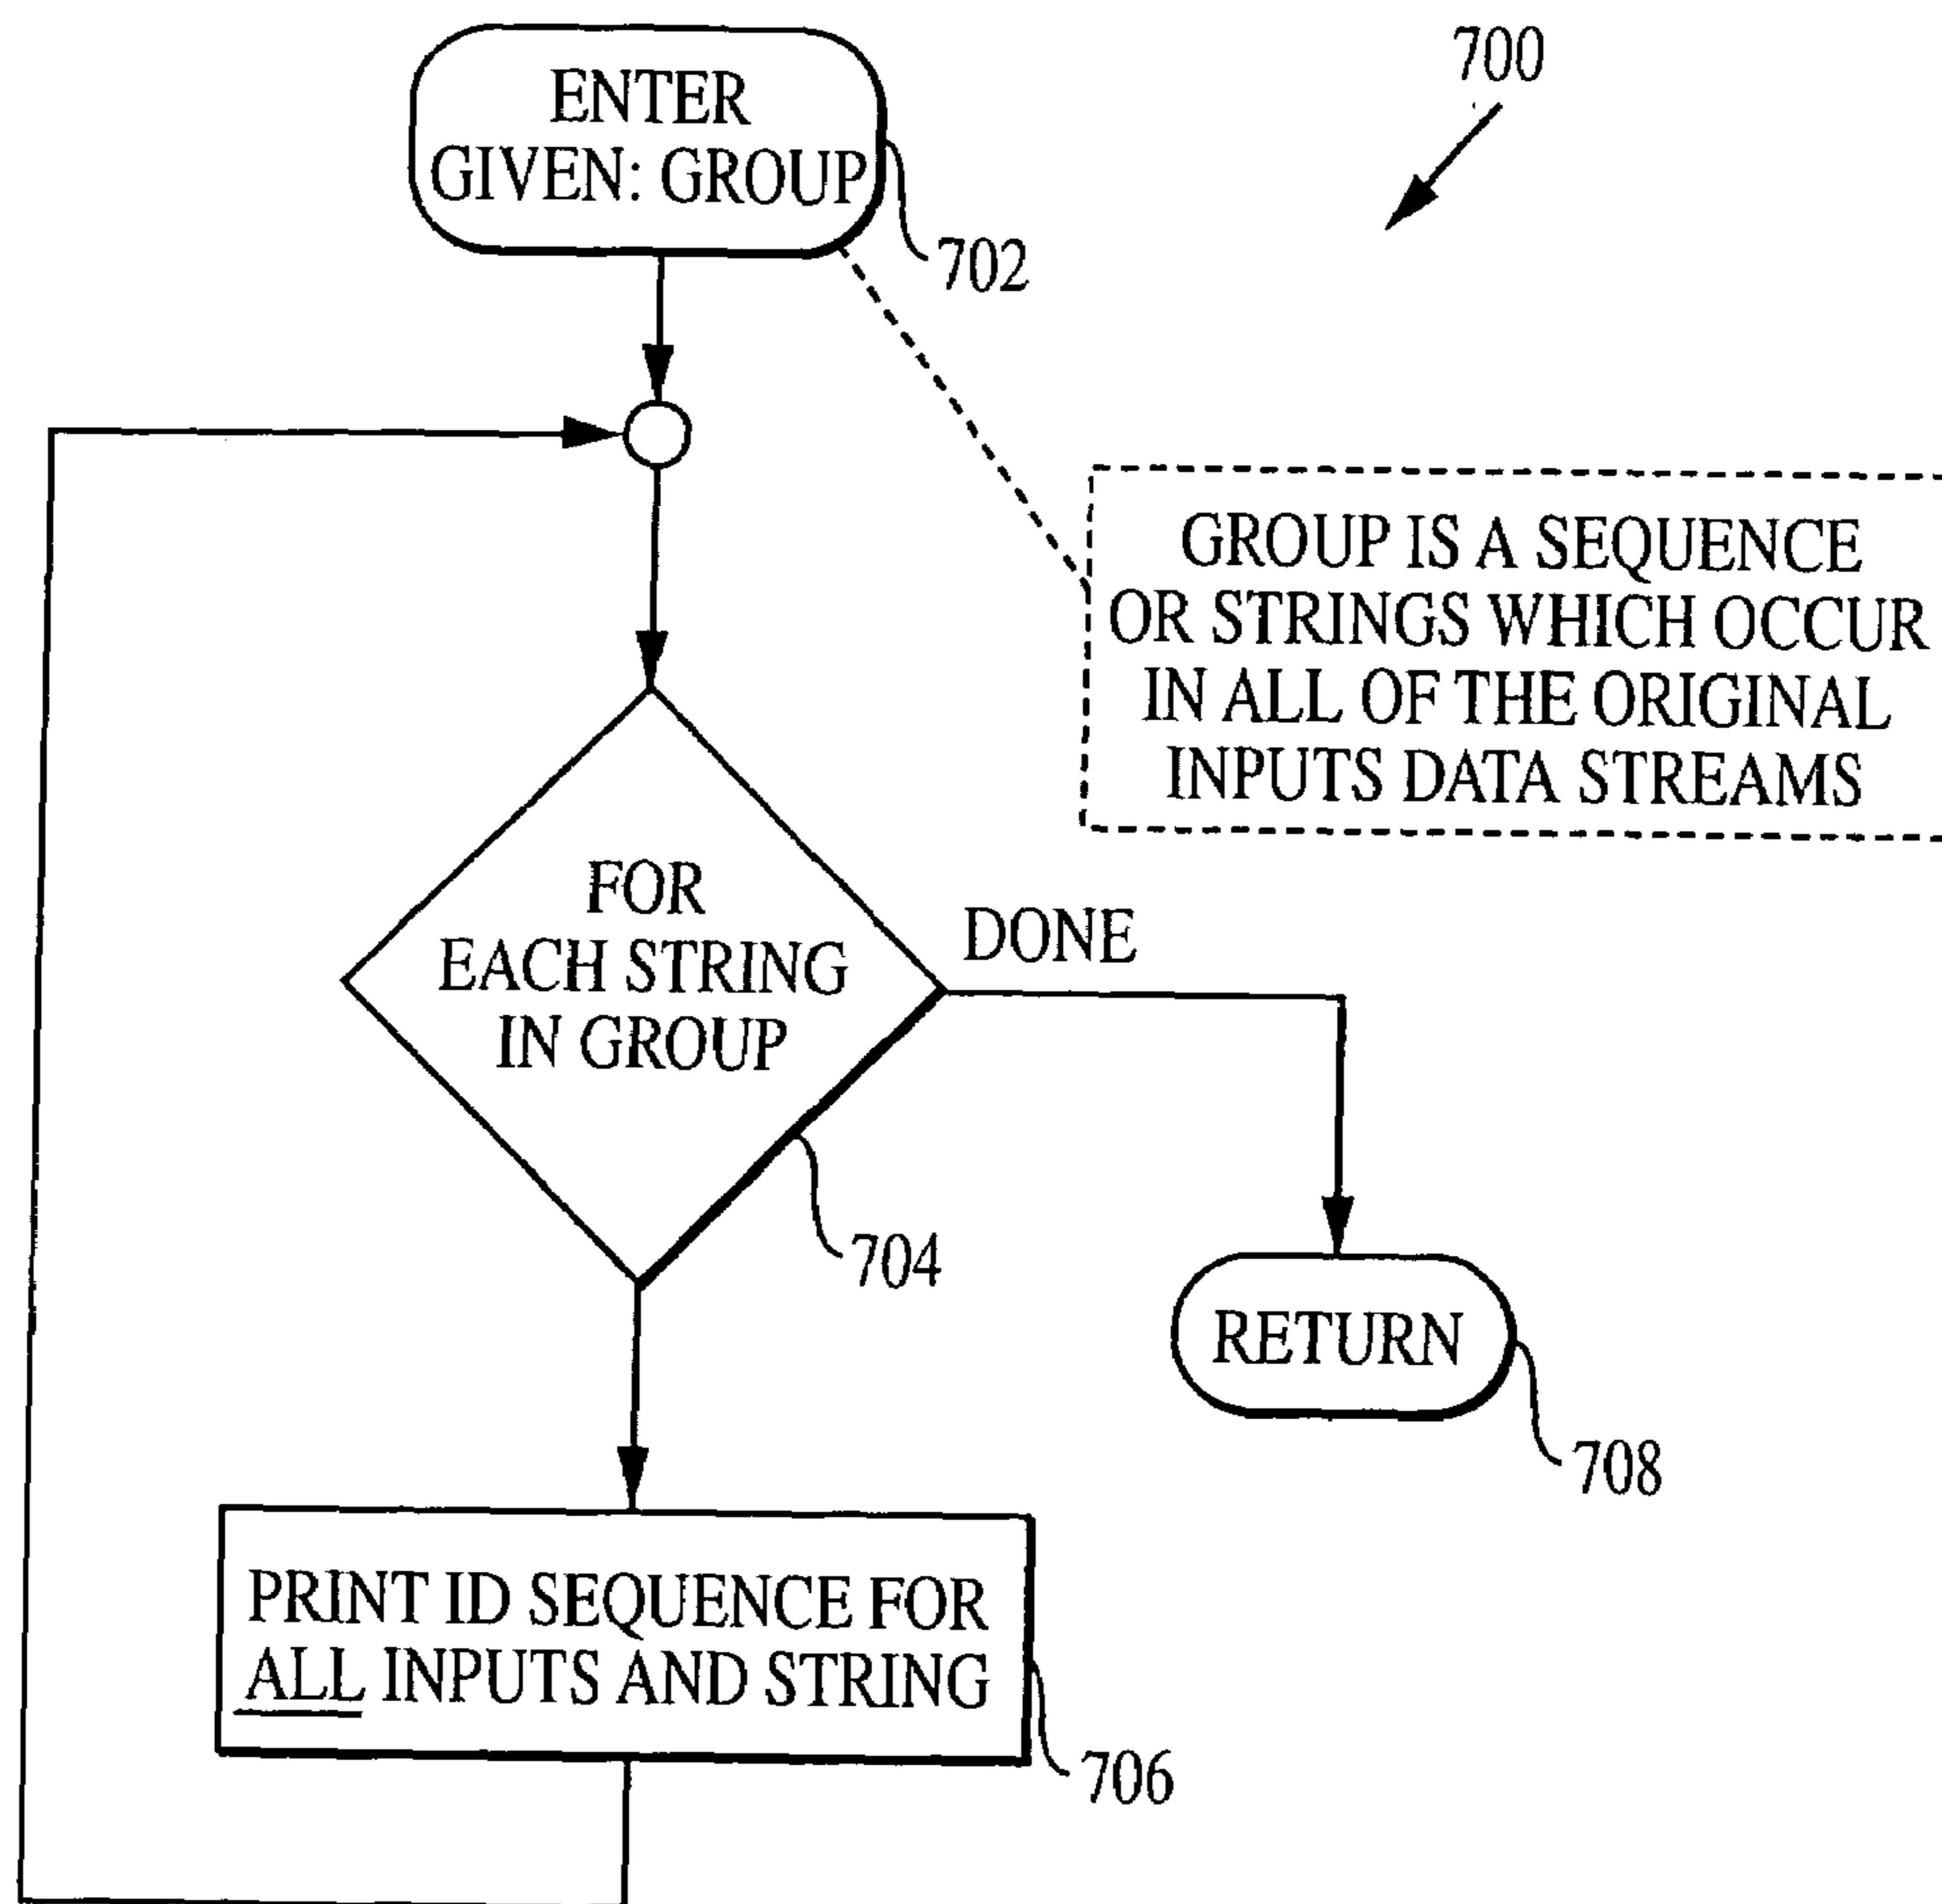 700
ENTER
GIVEN: GROUP
702
GROUP IS A SEQUENCE
OR STRINGS WHICH OCCUR
IN ALL OF THE ORIGINAL
INPUTS DATA STREAMS
FOR
EACH STRING
IN GROUP
DONE
704
RETURN
708
PRINT ID SEQUENCE FOR
ALL INPUTS AND STRING
706